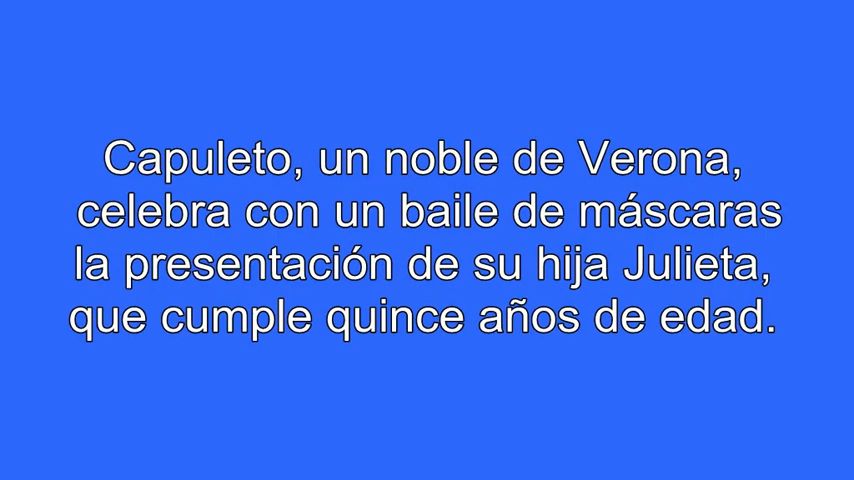 Capuleto, un noble de Verona,
celebra con un baile de máscaras
la presentación de su hija Julieta,
que cumple quince años de edad.